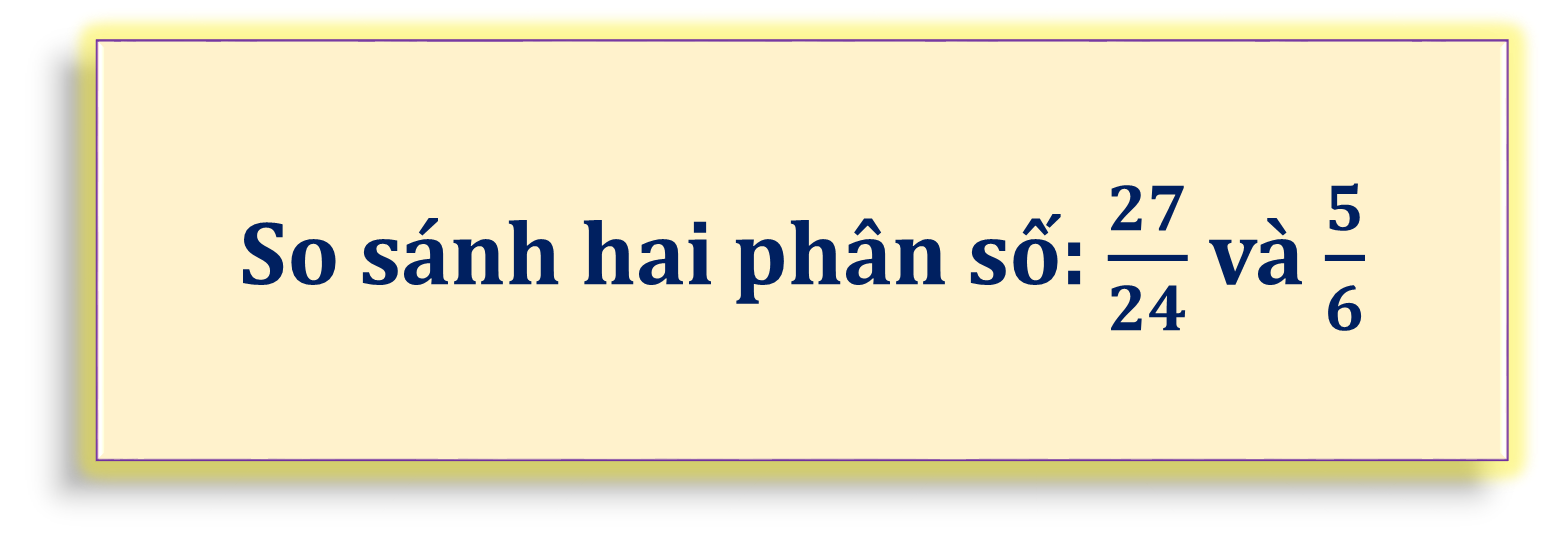 So sánh hai phân số: 27/24 và 5/6